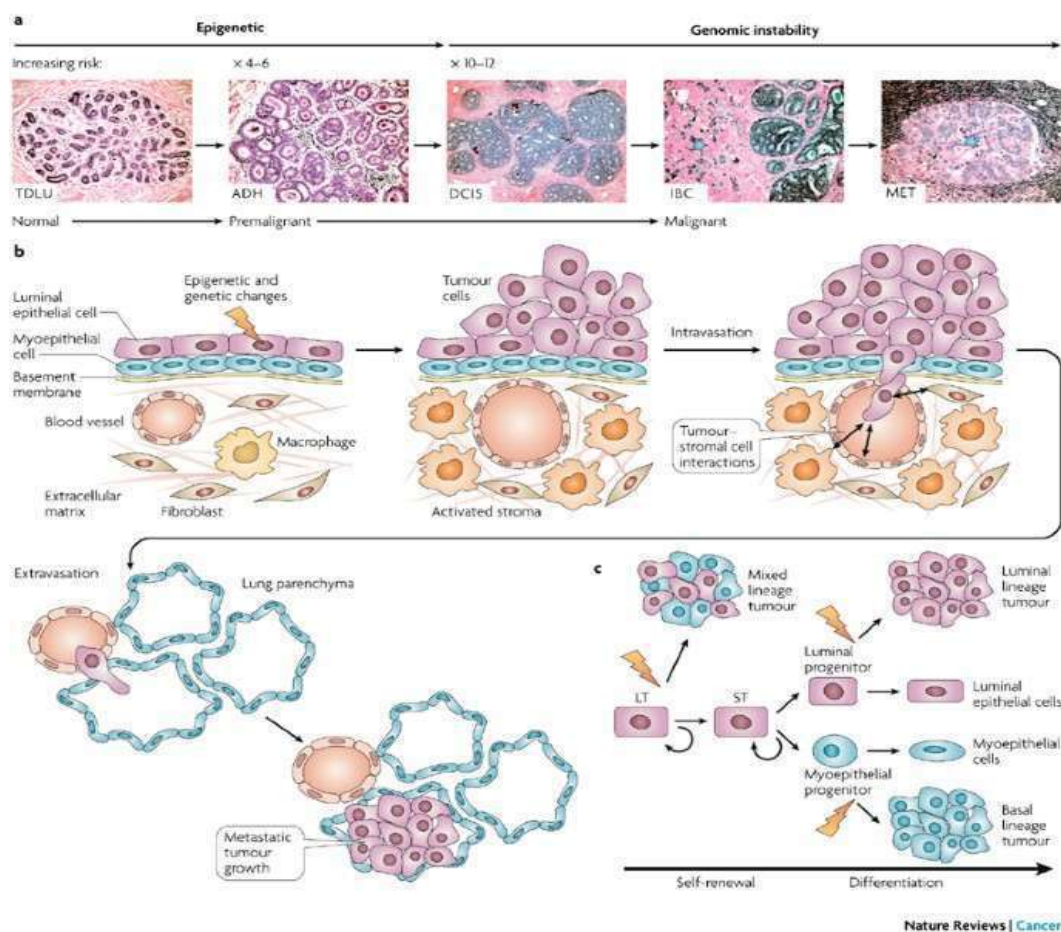 a
Epigenetic
Genomic instability
Increasing risk:
× 4–6
× 10–12
TDLU
ADH
DCIS
IBC
MET
Normal
Premalignant
Malignant
b
Epigenetic and
genetic changes
Luminal
epithelial cell
Myoepithelial
cell
Basement
membrane
Blood vessel
Macrophage
Extracellular
matrix
Fibroblast
Tumour
cells
Activated stroma
Intravasation
Tumour–
stromal cell
interactions
Extravasation
Lung parenchyma
Metastatic
tumour
growth
c
Mixed
lineage
tumour
Luminal
lineage
tumour
Luminal
progenitor
LT
ST
Luminal
epithelial cells
Myoepithelial
cells
Myoepithelial
progenitor
Basal
lineage
tumour
Self-renewal
Differentiation
Nature Reviews | Cancer